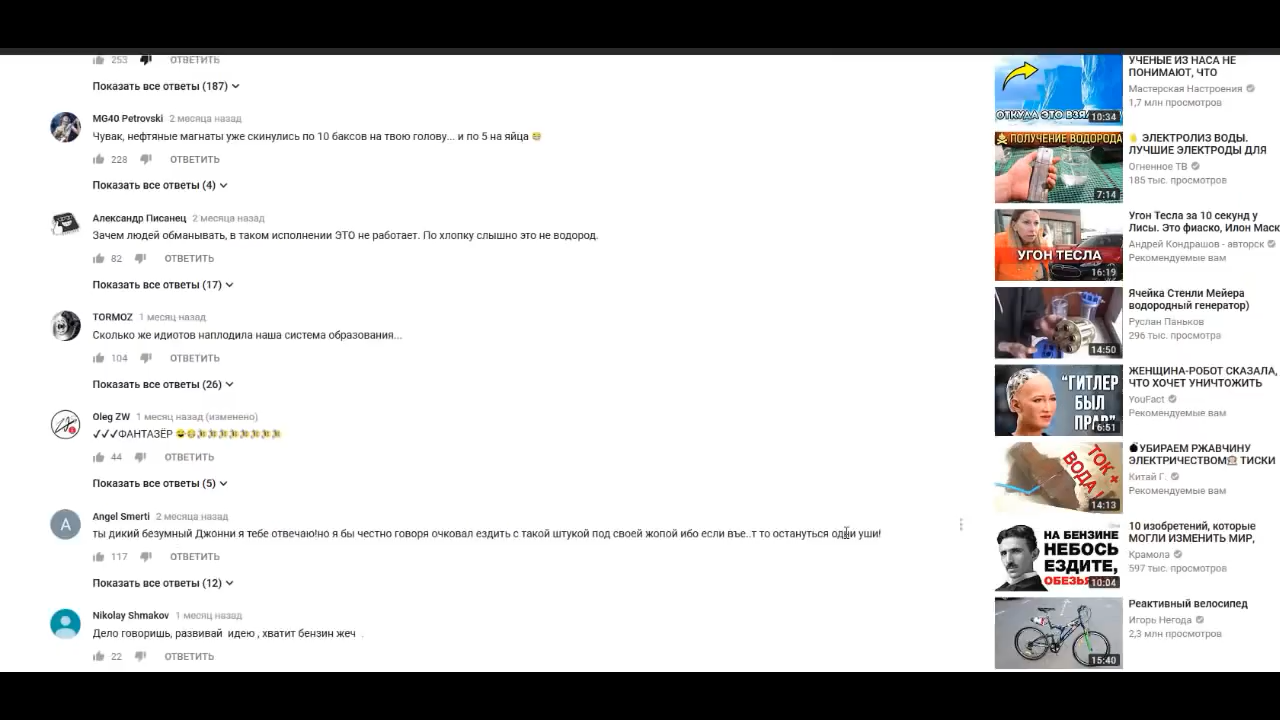 253 ОТВЕТИТЬ
Показать все ответы (187)
MG40 Petrovski 2 месяца назад
Чувак, нефтяные магнаты уже скинулись по 10 баксов на твою голову... и по 5 на яйца 😂
228 ОТВЕТИТЬ
Показать все ответы (4)
Александр Писанец 2 месяца назад
Зачем людей обманывать, в таком исполнении ЭТО не работает. По хлопку слышно это не водород.
82 ОТВЕТИТЬ
Показать все ответы (17)
TORMOZ 1 месяц назад
Сколько же идиотов наплодила наша система образования...
104 ОТВЕТИТЬ
Показать все ответы (26)
Oleg ZW 1 месяц назад (изменено)
✓✓✓ФАНТАЗЁР
44 ОТВЕТИТЬ
Показать все ответы (5)
A
Angel Smerti 2 месяца назад
ты дикий безумный Джонни я тебе отвечаю!но я бы честно говоря очковал ездить с такой штукой под своей жопой ибо если въе..т то остануться одни уши!
117 ОТВЕТИТЬ
Показать все ответы (12)
Nikolay Shmakov 1 месяц назад
Дело говоришь, развивай идею , хватит бензин жеч .
22 ОТВЕТИТЬ
УЧЕНЫЕ ИЗ НАСА НЕ
ПОНИМАЮТ, ЧТО
Мастерская Настроения
1,7 млн просмотров
ОТКУДА ЭТО
10:34
ПОЛУЧЕНИЕ ВОДОРОДА
7:14
ЭЛЕКТРОЛИЗ ВОДЫ.
ЛУЧШИЕ ЭЛЕКТРОДЫ ДЛЯ
Огненное ТВ
185 тыс. просмотров
УГОН ТЕСЛА
16:19
Угон Тесла за 10 секунд у
Лисы. Это фиаско, Илон Маск
Андрей Кондрашов - авторск
Рекомендуемые вам
14:50
Ячейка Стенли Мейера
водородный генератор)
Руслан Паньков
296 тыс. просмотра
"ГИТЛЕР
БЫЛ
ПРАВ"
6:51
ЖЕНЩИНА-РОБОТ СКАЗАЛА,
ЧТО ХОЧЕТ УНИЧТОЖИТЬ
YouFact
Рекомендуемые вам
ТОК +
ВОДА!
14:13
УБИРАЕМ РЖАВЧИНУ
ЭЛЕКТРИЧЕСТВОМ ТИСКИ
Китай Г.
Рекомендуемые вам
НА БЕНЗИНЕ
НЕБОСЬ
ЕЗДИТЕ,
10:04
10 изобретений, которые
МОГЛИ ИЗМЕНИТЬ МИР,
Крамола
597 тыс. просмотров
15:40
Реактивный велосипед
Игорь Негода
2,3 млн просмотров